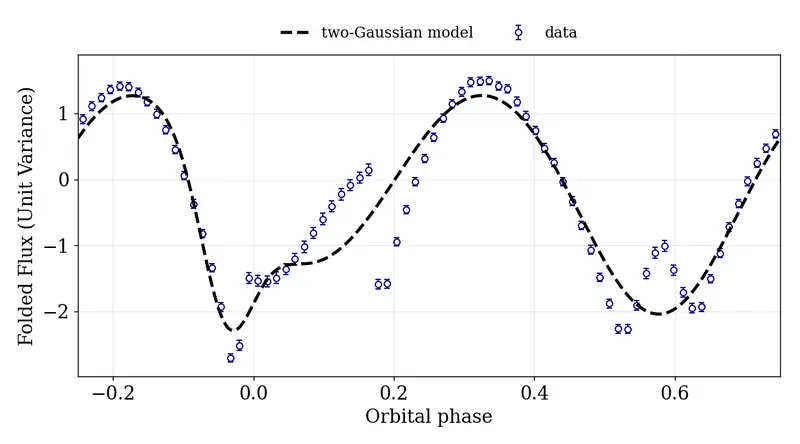 two-Gaussian model
data
Folded Flux (Unit Variance)
1
0
−1
−2
−0.2
0.0
0.2
0.4
0.6
Orbital phase